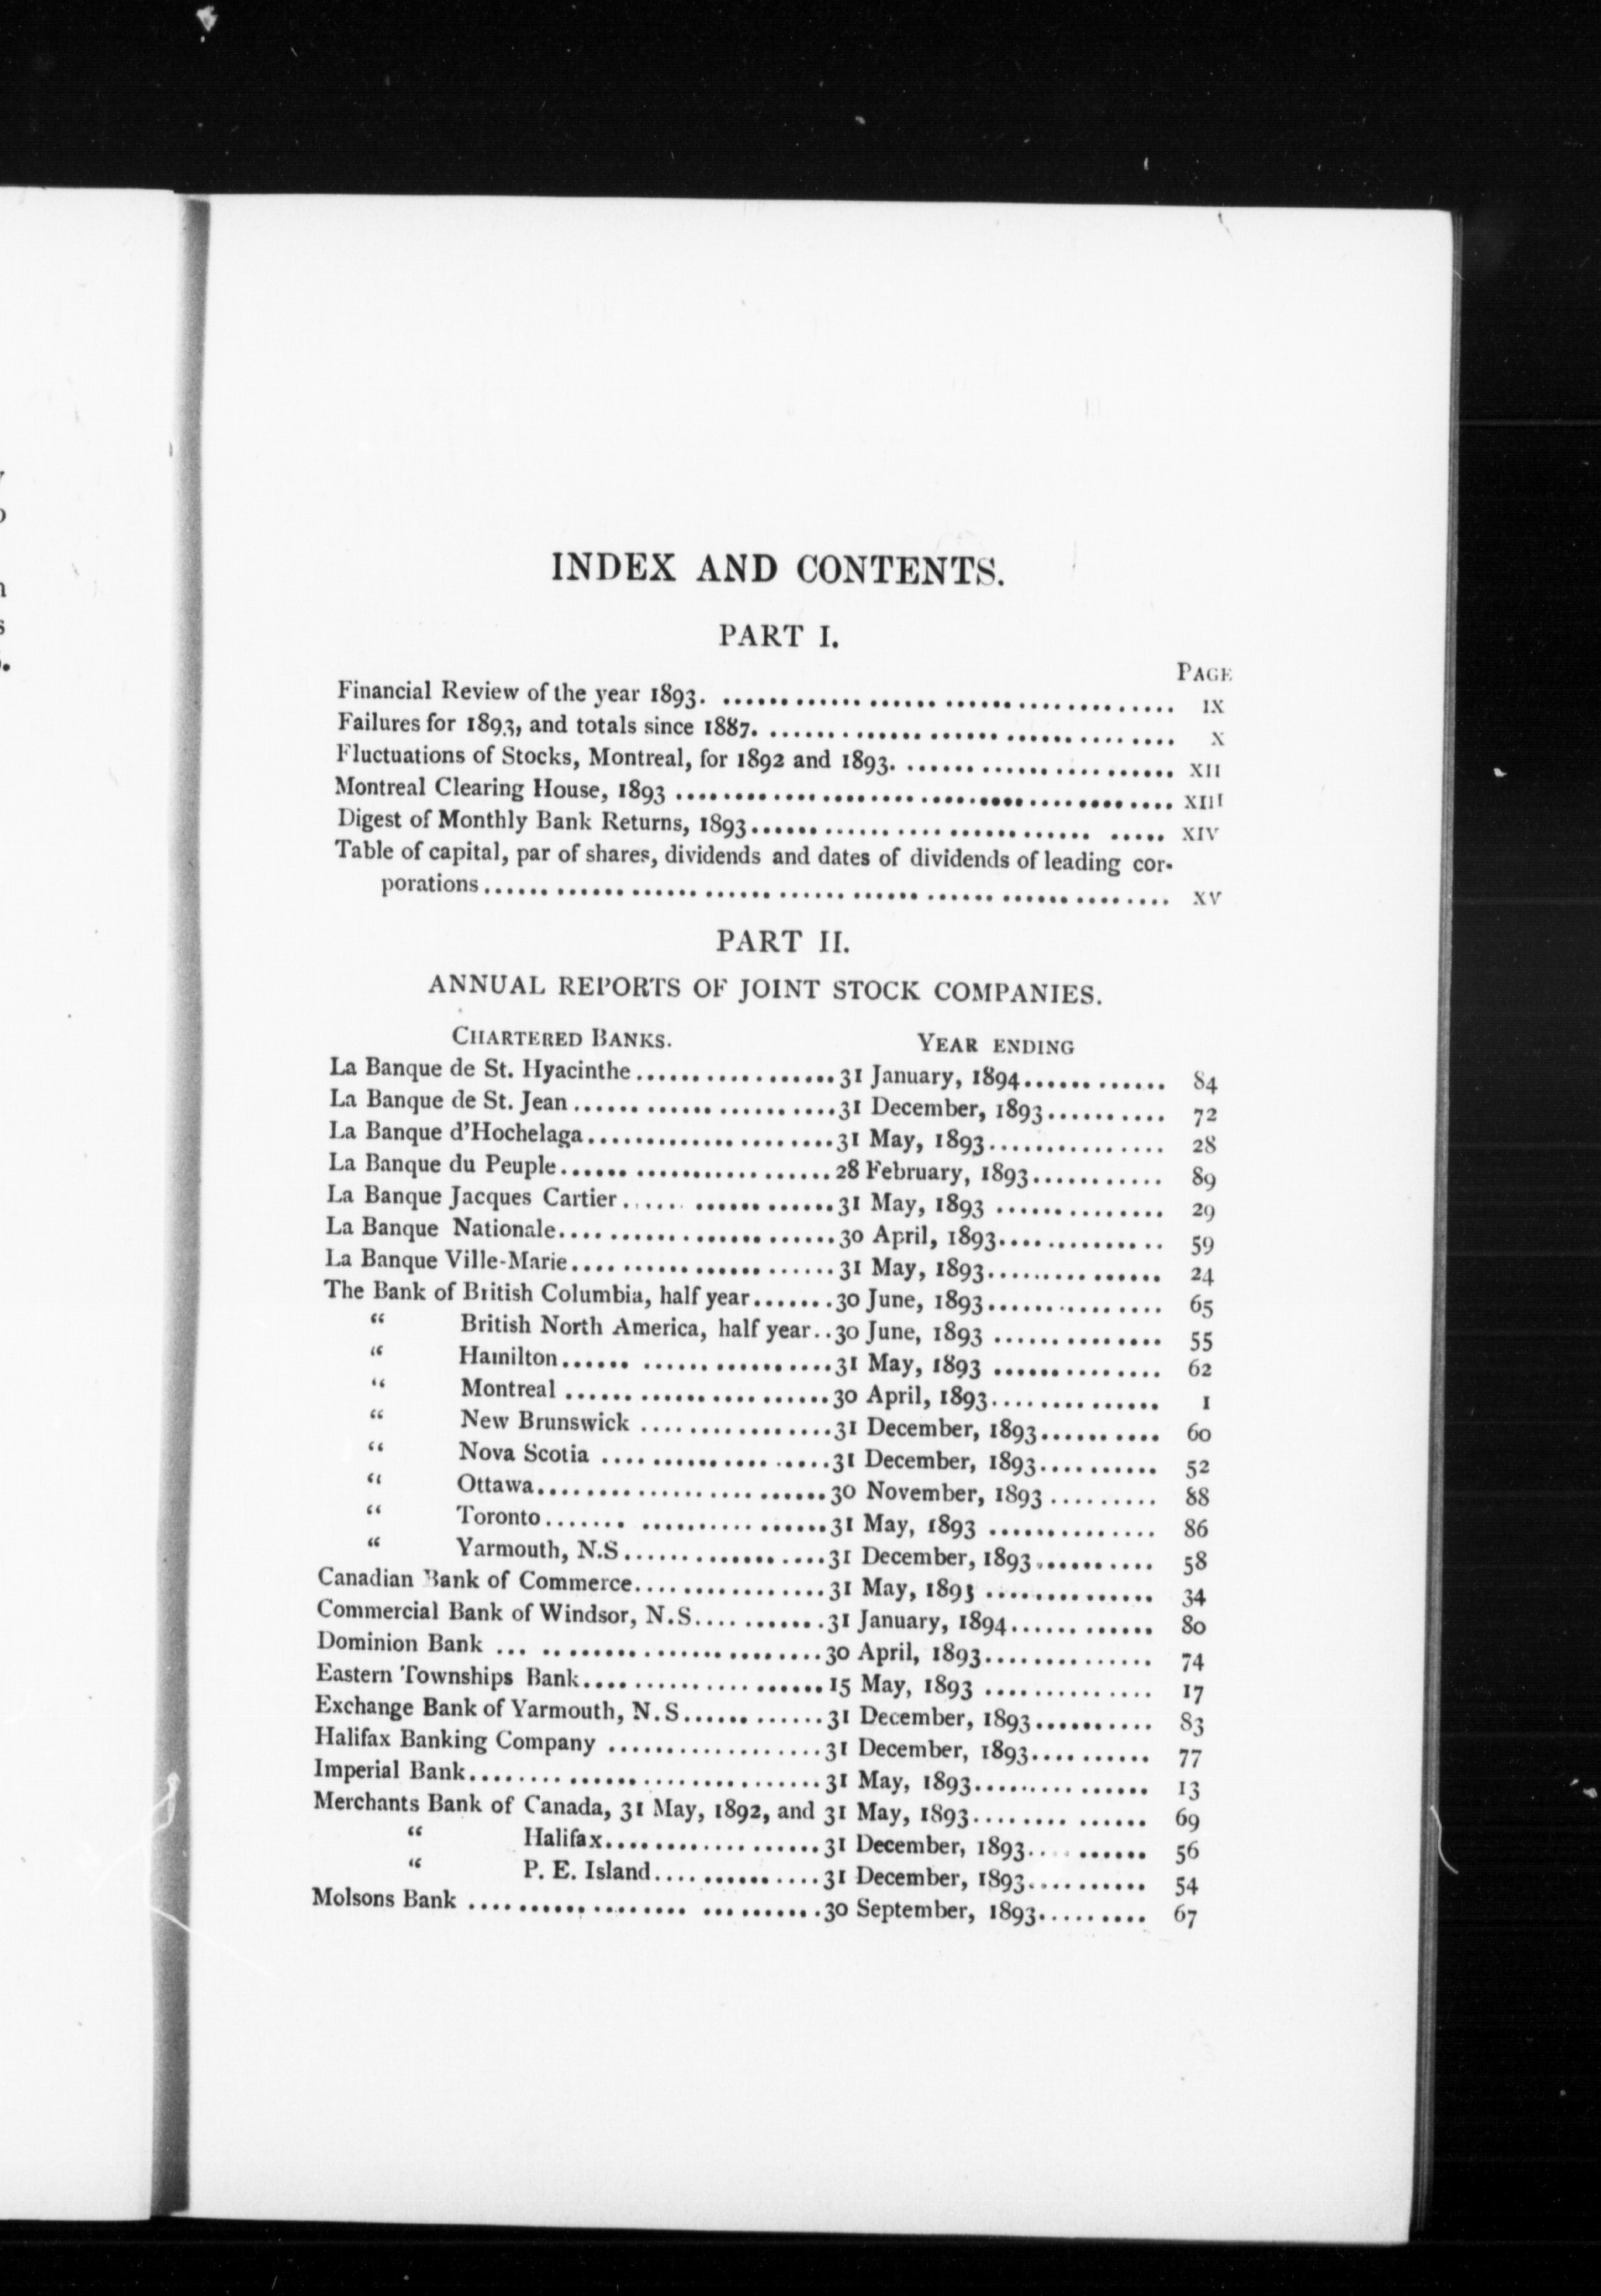 INDEX AND CONTENTS.
PART I.
PAGE
Financial Review of the year 1893. .................................................. IX
Failures for 1893, and totals since 1887. .................................................. X
Fluctuations of Stocks, Montreal, for 1892 and 1893. .............................. XII
Montreal Clearing House, 1893 .................................................. XIII
Digest of Monthly Bank Returns, 1893.................................................. XIV
Table of capital, par of shares, dividends and dates of dividends of leading cor-
porations .................................................. XV
PART II.
ANNUAL REPORTS OF JOINT STOCK COMPANIES.
CHARTERED BANKS. YEAR ENDING
La Banque de St. Hyacinthe....................31 January, 1894............ 84
La Banque de St. Jean........................31 December, 1893.......... 72
La Banque d'Hochelaga......................31 May, 1893............... 28
La Banque du Peuple........................28 February, 1893........... 89
La Banque Jacques Cartier..................31 May, 1893 .............. 29
La Banque Nationale........................30 April, 1893.............. 59
La Banque Ville-Marie......................31 May, 1893............... 24
The Bank of British Columbia, half year.......30 June, 1893............... 65
“ British North America, half year..30 June, 1893 .............. 55
“ Hamilton........................31 May, 1893 .............. 62
“ Montreal ........................30 April, 1893.............. 1
“ New Brunswick .................31 December, 1893.......... 60
“ Nova Scotia ....................31 December, 1893.......... 52
“ Ottawa..........................30 November, 1893 ......... 88
“ Toronto........................31 May, 1893 .............. 86
“ Yarmouth, N.S...................31 December, 1893.......... 58
Canadian Bank of Commerce.................31 May, 1893 .............. 34
Commercial Bank of Windsor, N.S...........31 January, 1894............ 80
Dominion Bank ............................30 April, 1893.............. 74
Eastern Townships Bank....................15 May, 1893 .............. 17
Exchange Bank of Yarmouth, N.S............31 December, 1893.......... 83
Halifax Banking Company ..................31 December, 1893.......... 77
Imperial Bank..............................31 May, 1893............... 13
Merchants Bank of Canada, 31 May, 1892, and 31 May, 1893............... 69
“ Halifax...................31 December, 1893.......... 56
“ P. E. Island...............31 December, 1893.......... 54
Molsons Bank ..............................30 September, 1893......... 67